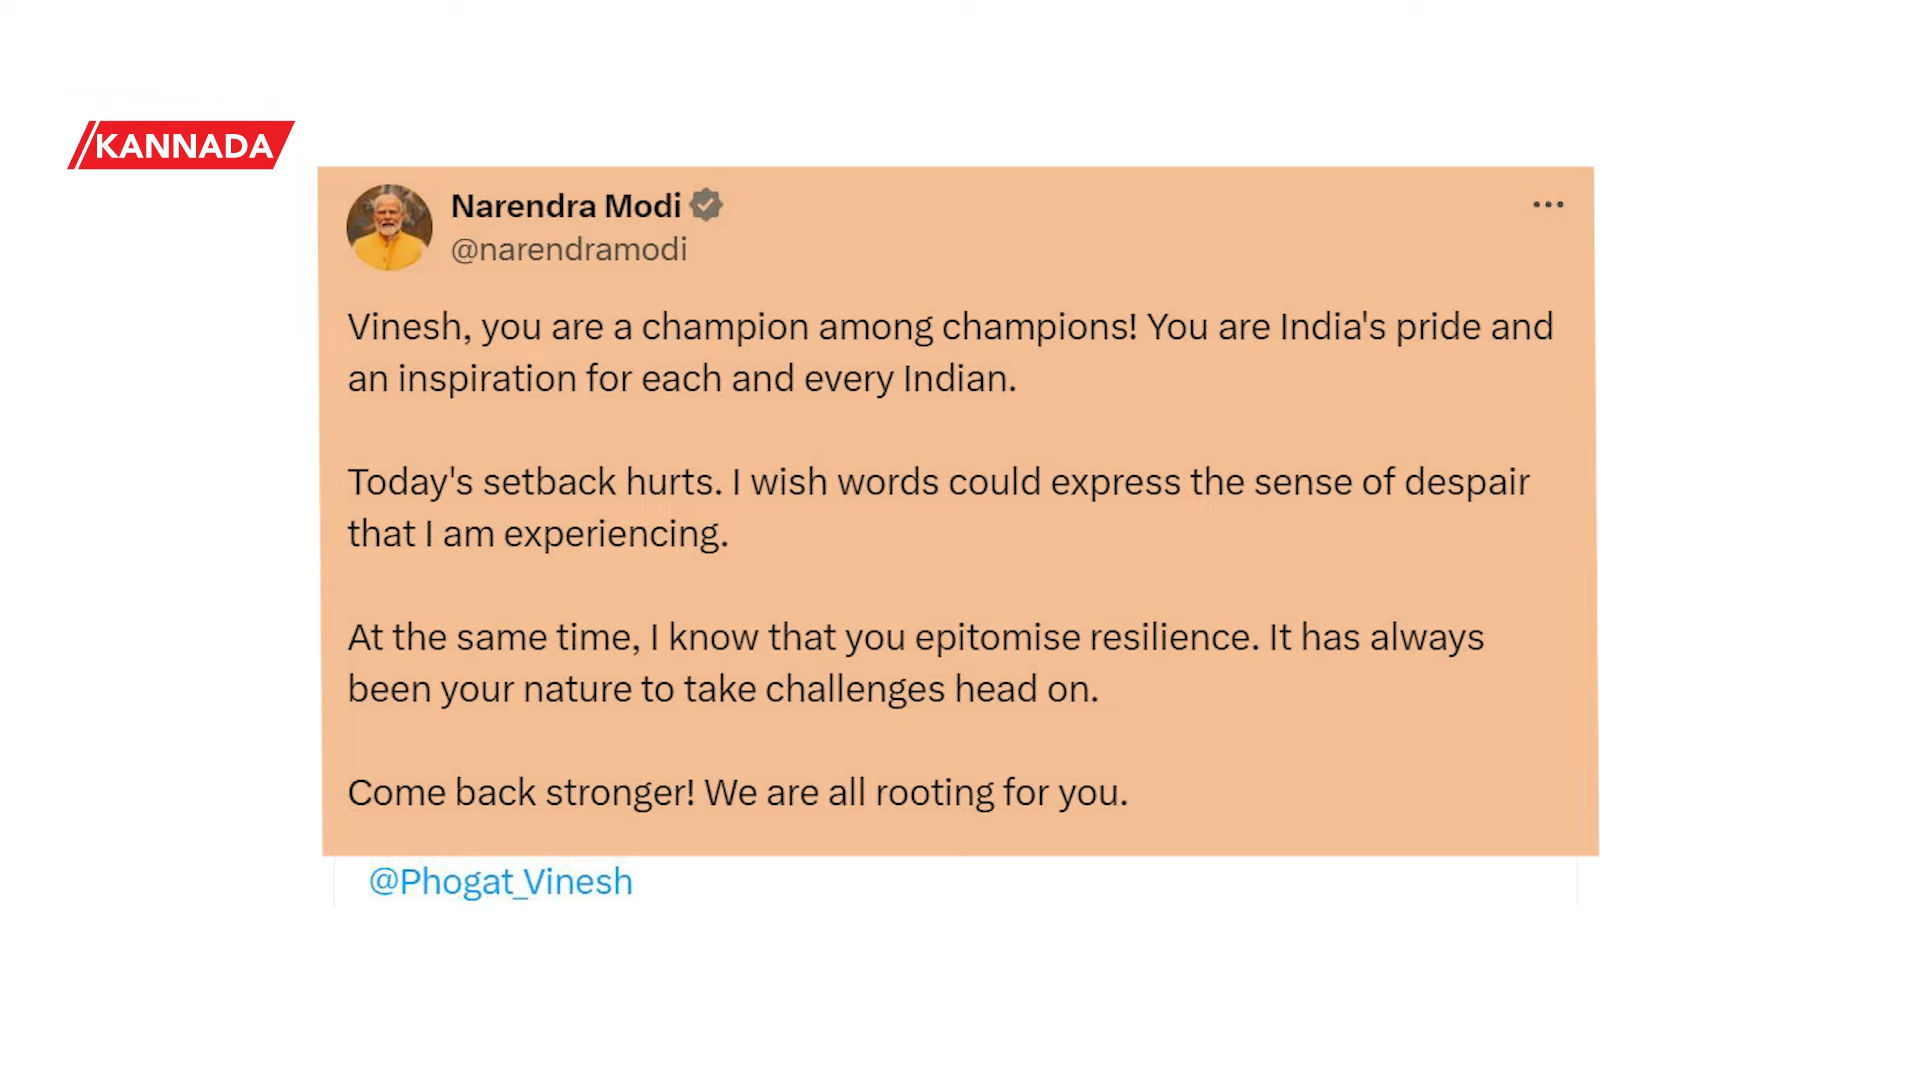 KANNADA
Narendra Modi
@narendramodi
Vinesh, you are a champion among champions! You are India's pride and
an inspiration for each and every Indian.
Today's setback hurts. I wish words could express the sense of despair
that I am experiencing.
At the same time, I know that you epitomise resilience. It has always
been your nature to take challenges head on.
Come back stronger! We are all rooting for you.
@Phogat_Vinesh